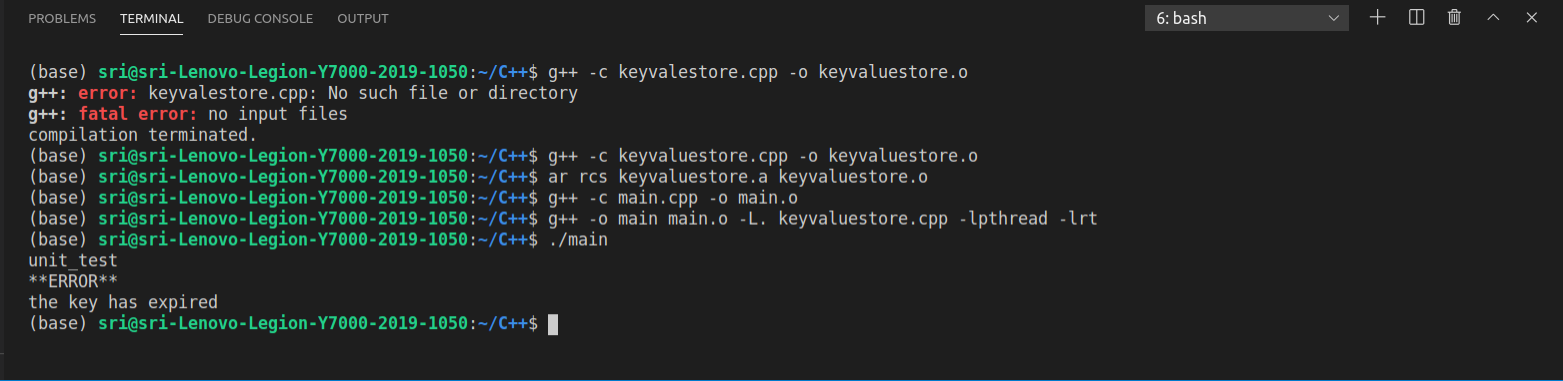 PROBLEMS TERMINAL DEBUG CONSOLE OUTPUT 6: bash
(base) sri@sri-Lenovo-Legion-Y7000-2019-1050:~/C++$ g++ -c keyvalestore.cpp -o keyvaluestore.o
g++: error: keyvalestore.cpp: No such file or directory
g++: fatal error: no input files
compilation terminated.
(base) sri@sri-Lenovo-Legion-Y7000-2019-1050:~/C++$ g++ -c keyvaluestore.cpp -o keyvaluestore.o
(base) sri@sri-Lenovo-Legion-Y7000-2019-1050:~/C++$ ar rcs keyvaluestore.a keyvaluestore.o
(base) sri@sri-Lenovo-Legion-Y7000-2019-1050:~/C++$ g++ -c main.cpp -o main.o
(base) sri@sri-Lenovo-Legion-Y7000-2019-1050:~/C++$ g++ -o main main.o -L. keyvaluestore.cpp -lpthread -lrt
(base) sri@sri-Lenovo-Legion-Y7000-2019-1050:~/C++$ ./main
unit_test
**ERROR**
the key has expired
(base) sri@sri-Lenovo-Legion-Y7000-2019-1050:~/C++$